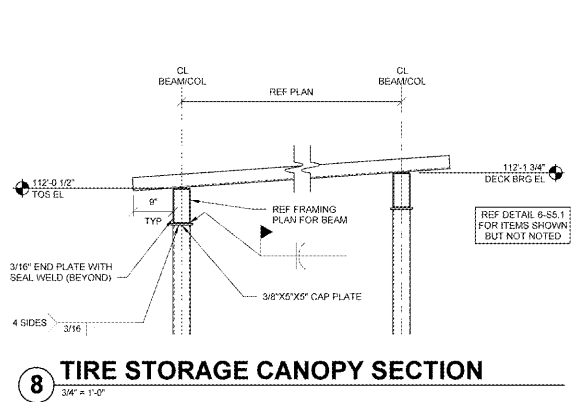 CL
BEAM/COL
CL
BEAM/COL
REF PLAN
112'-0 1/2"
TOS EL
112'-1 3/4"
DECK BRG EL
9"
TYP
REF FRAMING
PLAN FOR BEAM
REF DETAIL 6-S5.1
FOR ITEMS SHOWN
BUT NOT NOTED
3/16" END PLATE WITH
SEAL WELD (BEYOND)
3/8"X5"X5" CAP PLATE
4 SIDES
3/16
8
TIRE STORAGE CANOPY SECTION
3/4" = 1'-0"